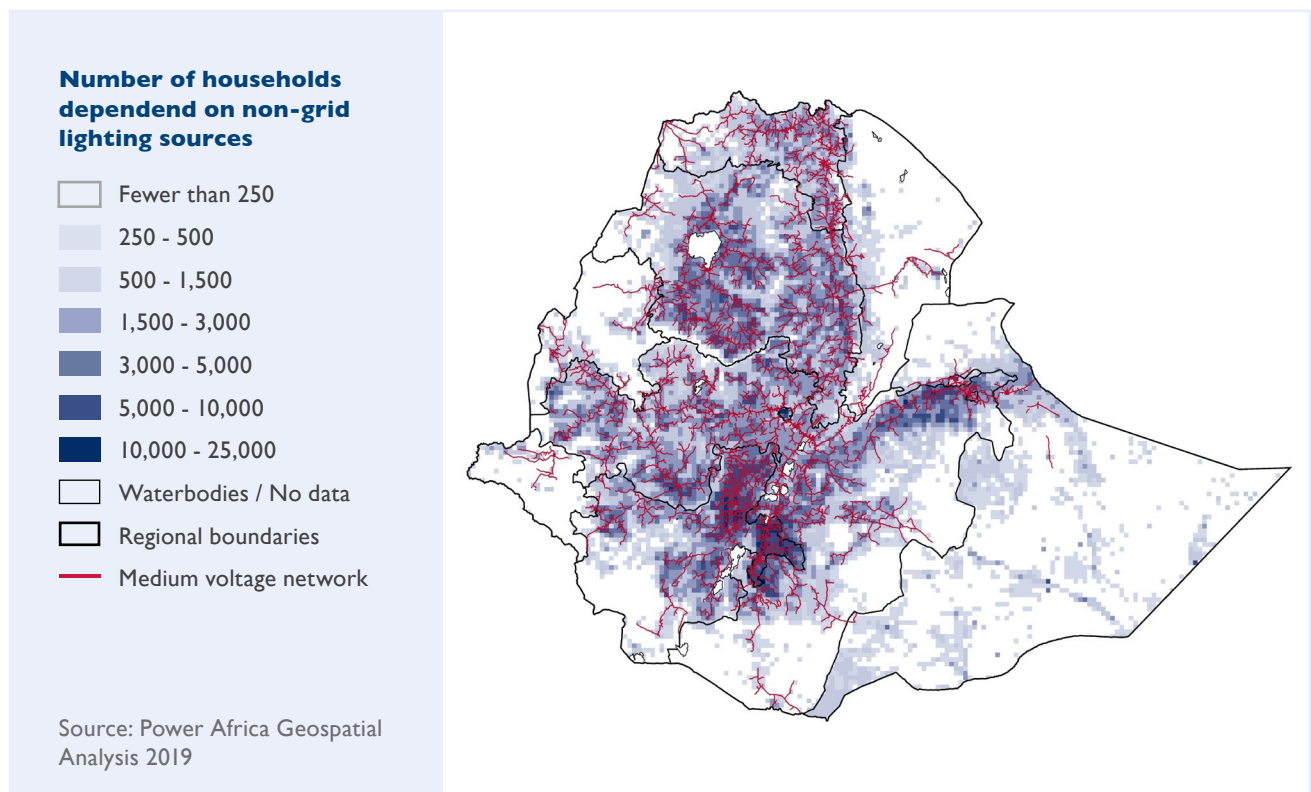 Number of households
dependend on non-grid
lighting sources
Fewer than 250
250 - 500
500 - 1,500
1,500 - 3,000
3,000 - 5,000
5,000 - 10,000
10,000 - 25,000
Waterbodies / No data
Regional boundaries
Medium voltage network
Source: Power Africa Geospatial
Analysis 2019